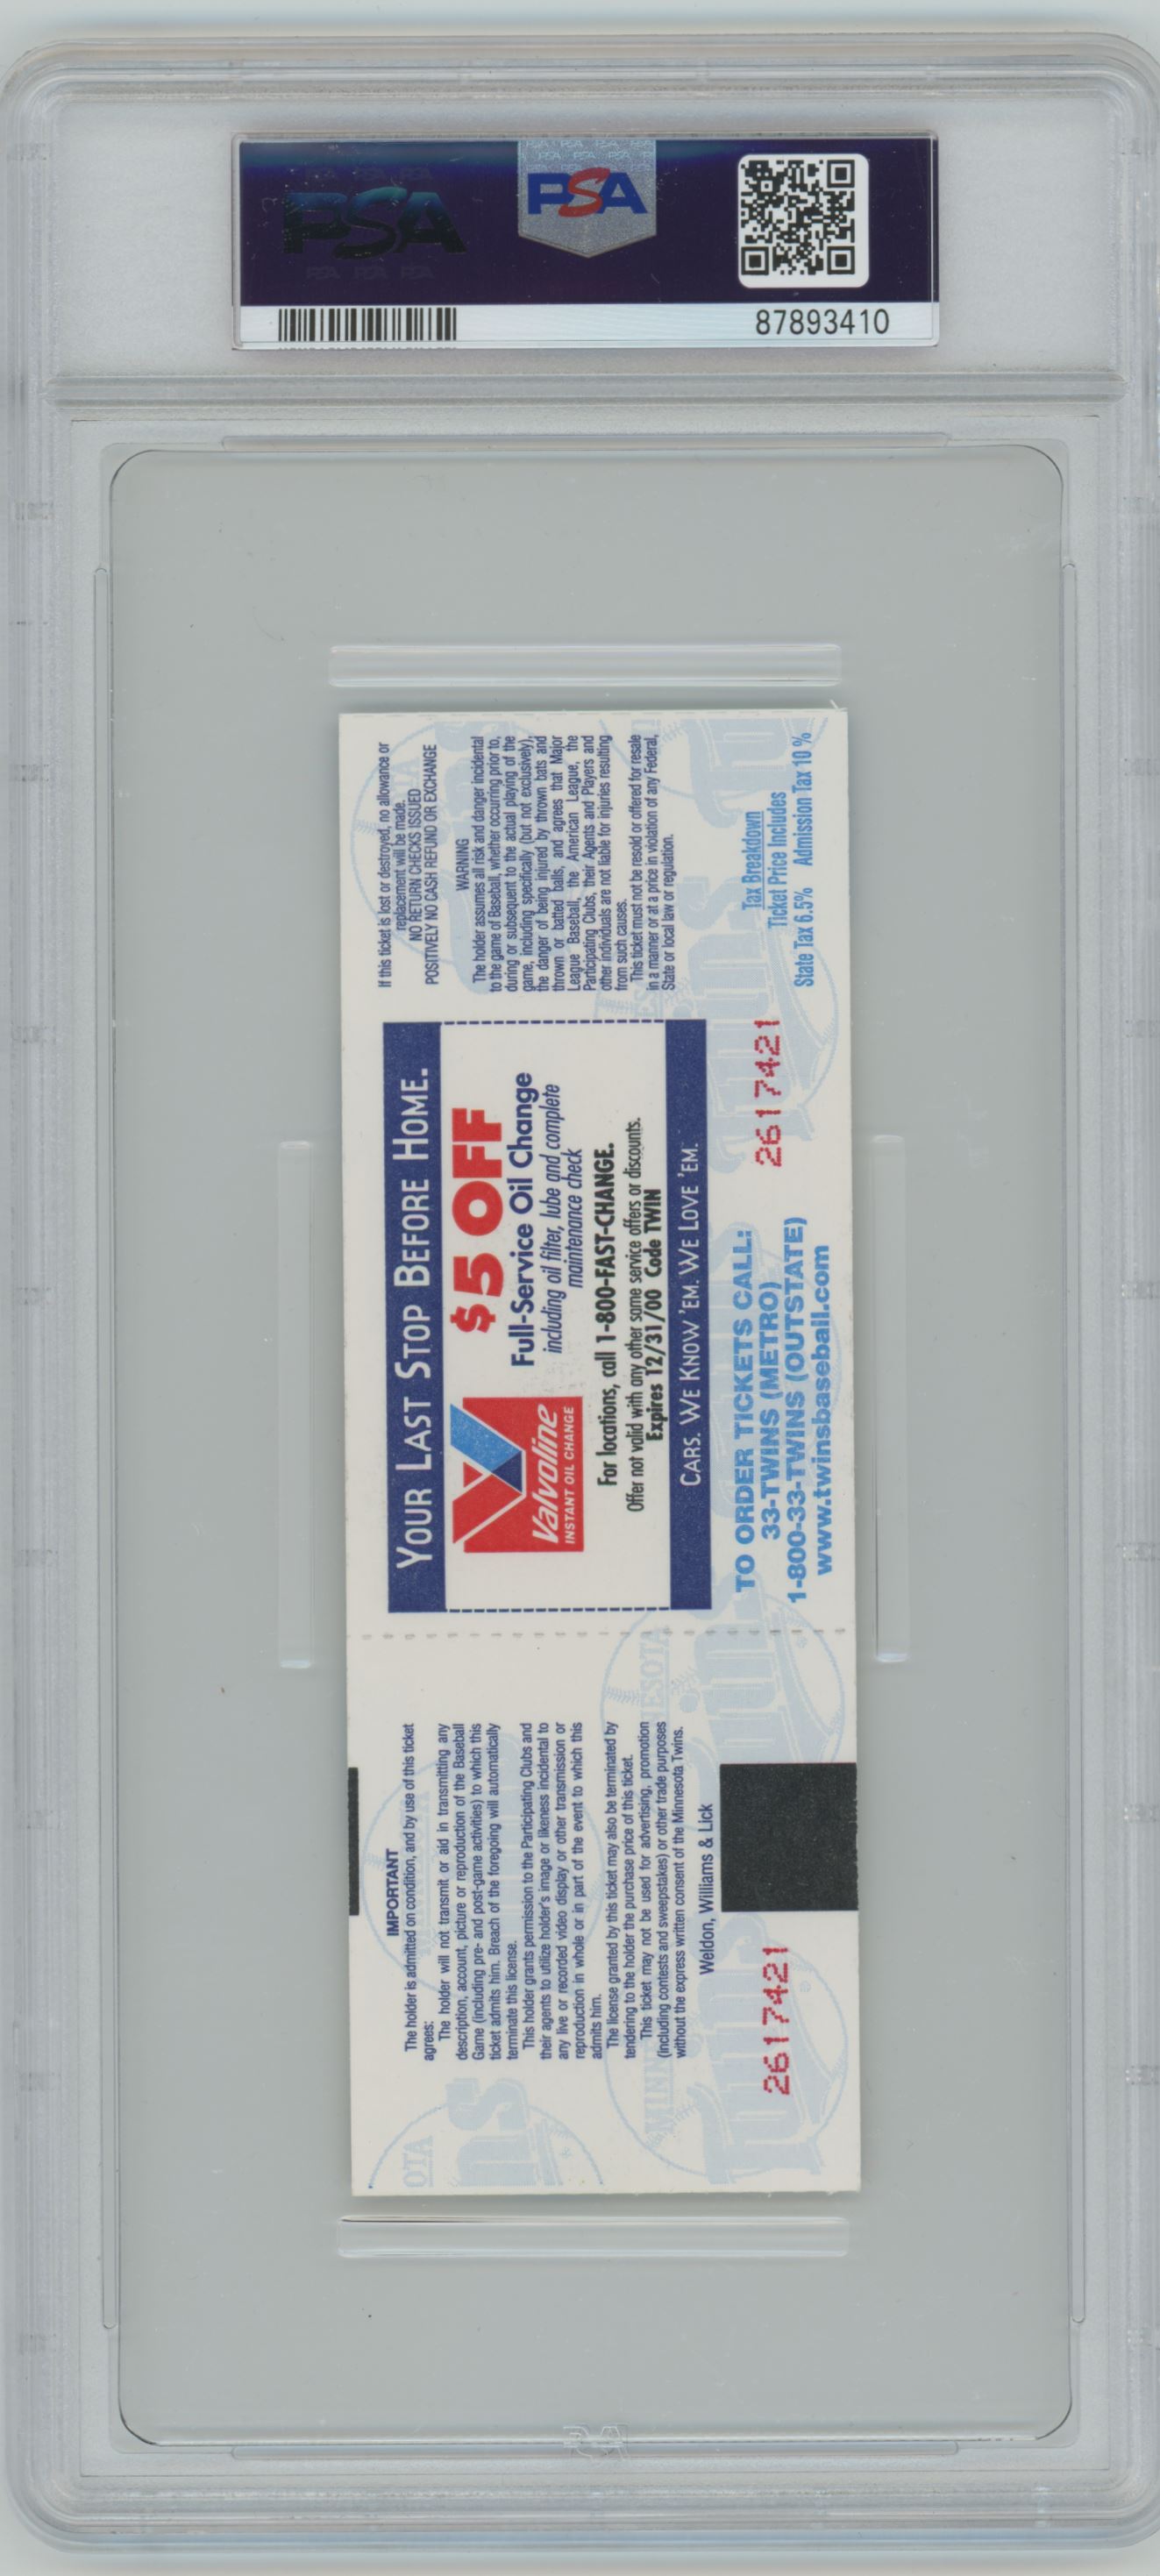 PSA
PSA
87893410
If this ticket is lost or destroyed, no allowance or
replacement will be made.
NO RETURN CHECKS ISSUED
POSITIVELY NO CASH REFUND OR EXCHANGE
WARNING
The holder assumes all risk and danger incidental
to the game of Baseball, whether occurring prior to,
during or subsequent to the actual playing of the
game, including specifically (but not exclusively),
the danger of being injured by thrown bats and
thrown or batted balls, and agrees that Major
League Baseball, the American League, the
Participating Clubs, their Agents and Players and
other individuals are not liable for injuries resulting
from such causes.
This ticket must not be resold or offered for resale
in a manner or at a price in violation of any Federal,
State or local law or regulation.
Tax Breakdown
Ticket Price Includes
State Tax 6.5% Admission Tax 10 %
YOUR LAST STOP BEFORE HOME.
$5 OFF
Full-Service Oil Change
including oil filter, lube and complete
maintenance check
Valvoline
INSTANT OIL CHANGE
For locations, call 1-800-FAST-CHANGE.
Offer not valid with any other same service offers or discounts.
Expires 12/31/00 Code TWIN
CARS. WE KNOW 'EM. WE LOVE 'EM.
TO ORDER TICKETS CALL:
33-TWINS (METRO)
1-800-33-TWINS (OUTSTATE)
www.twinsbaseball.com
2617421
IMPORTANT
The holder is admitted on condition, and by use of this ticket
agrees:
The holder will not transmit or aid in transmitting any
description, account, picture or reproduction of the Baseball
Game (including pre- and post-game activities) to which this
ticket admits him. Breach of the foregoing will automatically
terminate this license.
This holder grants permission to the Participating Clubs and
their agents to utilize holder's image or likeness incidental to
any live or recorded video display or other transmission or
reproduction in whole or in part of the event to which this
admits him.
The license granted by this ticket may also be terminated by
tendering to the holder the purchase price of this ticket.
This ticket may not be used for advertising, promotion
(including contests and sweepstakes) or other trade purposes
without the express written consent of the Minnesota Twins.
Weldon, Williams & Lick
2617421